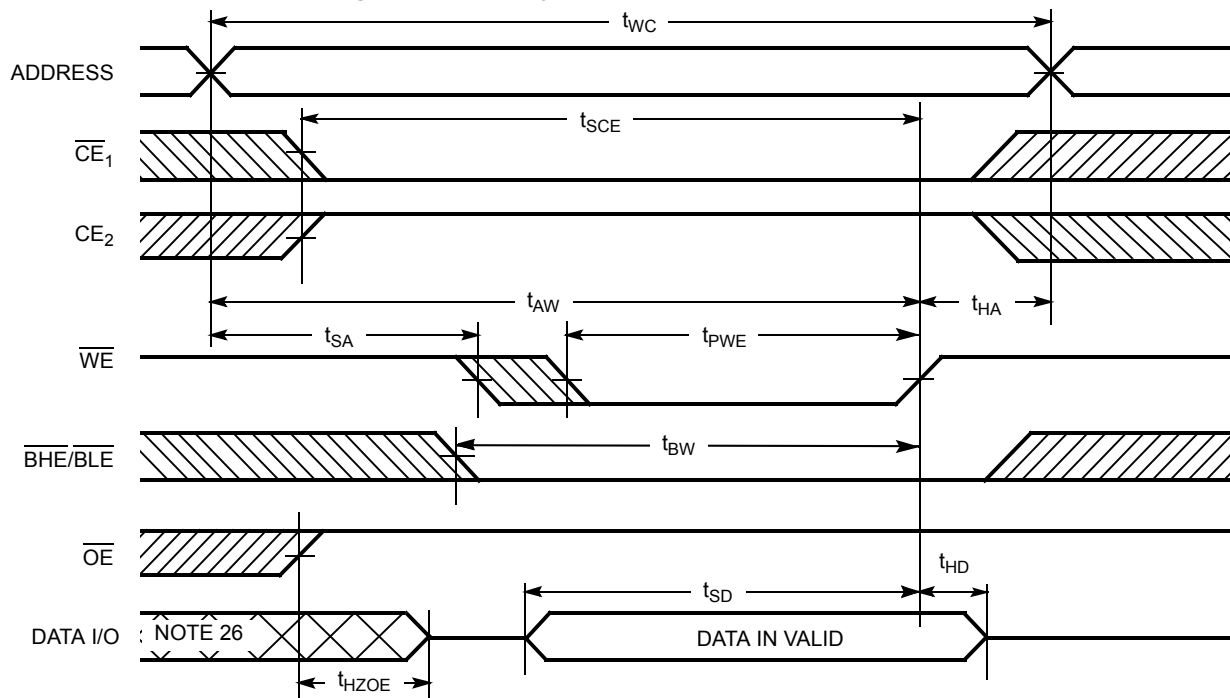 tWC
ADDRESS
tSCE
CE1
CE2
tAW
tHA
tSA
tPWE
WE
tBW
BHE/BLE
OE
tHD
tSD
DATA I/O
NOTE 26
DATA IN VALID
tHZOE